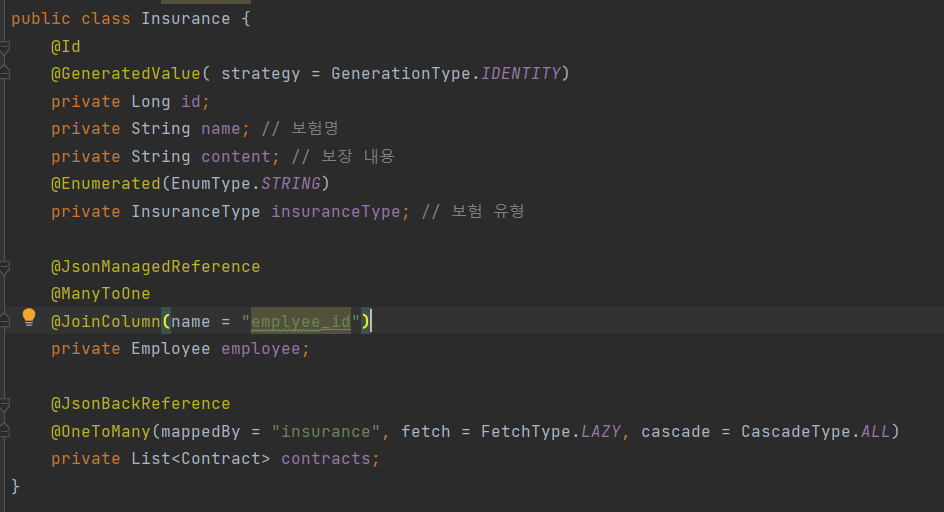 public class Insurance {
@Id
@GeneratedValue( strategy = GenerationType.IDENTITY)
private Long id;
private String name; // 보험명
private String content; // 보장 내용
@Enumerated(EnumType.STRING)
private InsuranceType insuranceType; // 보험 유형
@JsonManagedReference
@ManyToOne
@JoinColumn(name = "emplyee_id")
private Employee employee;
@JsonBackReference
@OneToMany(mappedBy = "insurance", fetch = FetchType.LAZY, cascade = CascadeType.ALL)
private List<Contract> contracts;
}